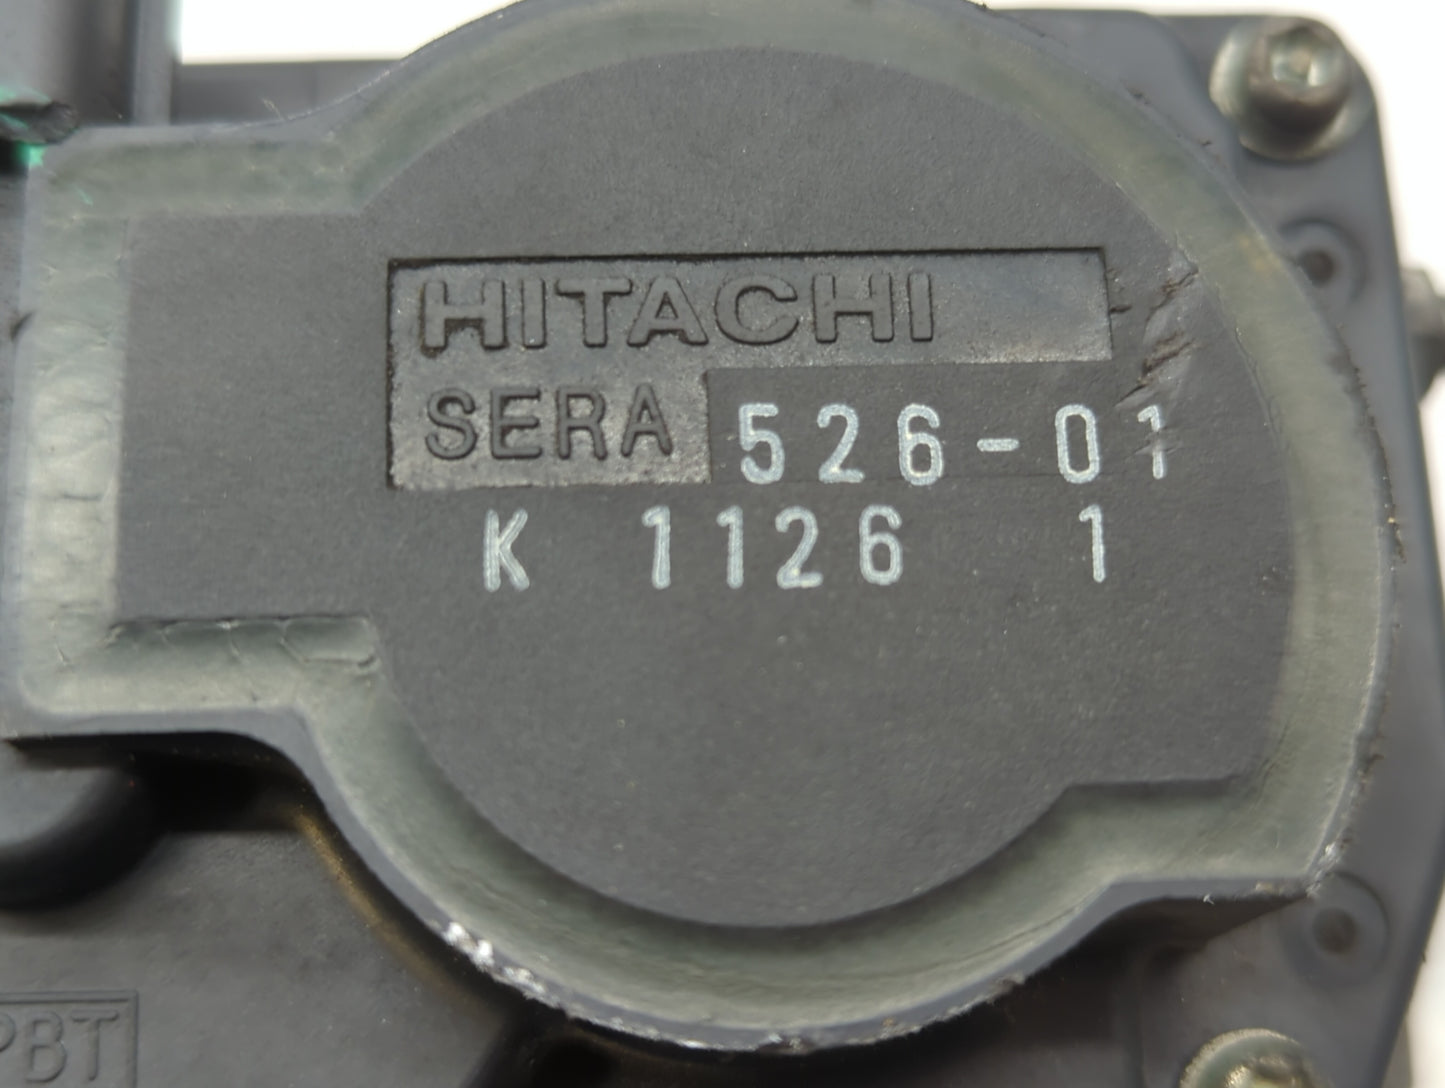 HITACHI
SERA 526-01
K 1126 1
PBT